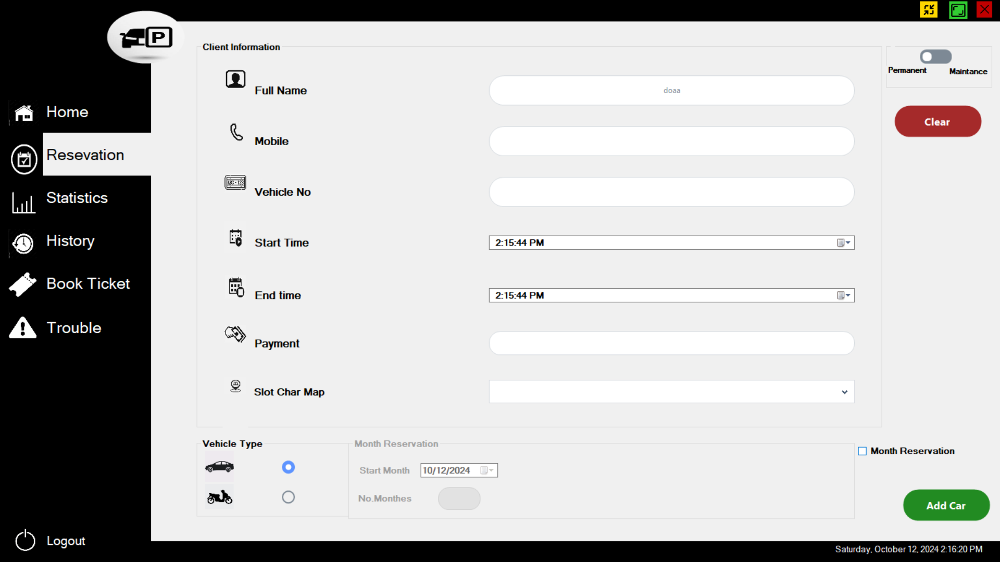 P
Client Information
Permanent
Maintance
Full Name
doaa
Clear
Home
Mobile
Resevation
Vehicle No
Statistics
Start Time
2:15:44 PM
History
Book Ticket
End time
2:15:44 PM
Trouble
Payment
Slot Char Map
Vehicle Type
Month Reservation
Month Reservation
Start Month
10/12/2024
No.Monthes
Add Car
Logout
Saturday, October 12, 2024 2:16:20 PM